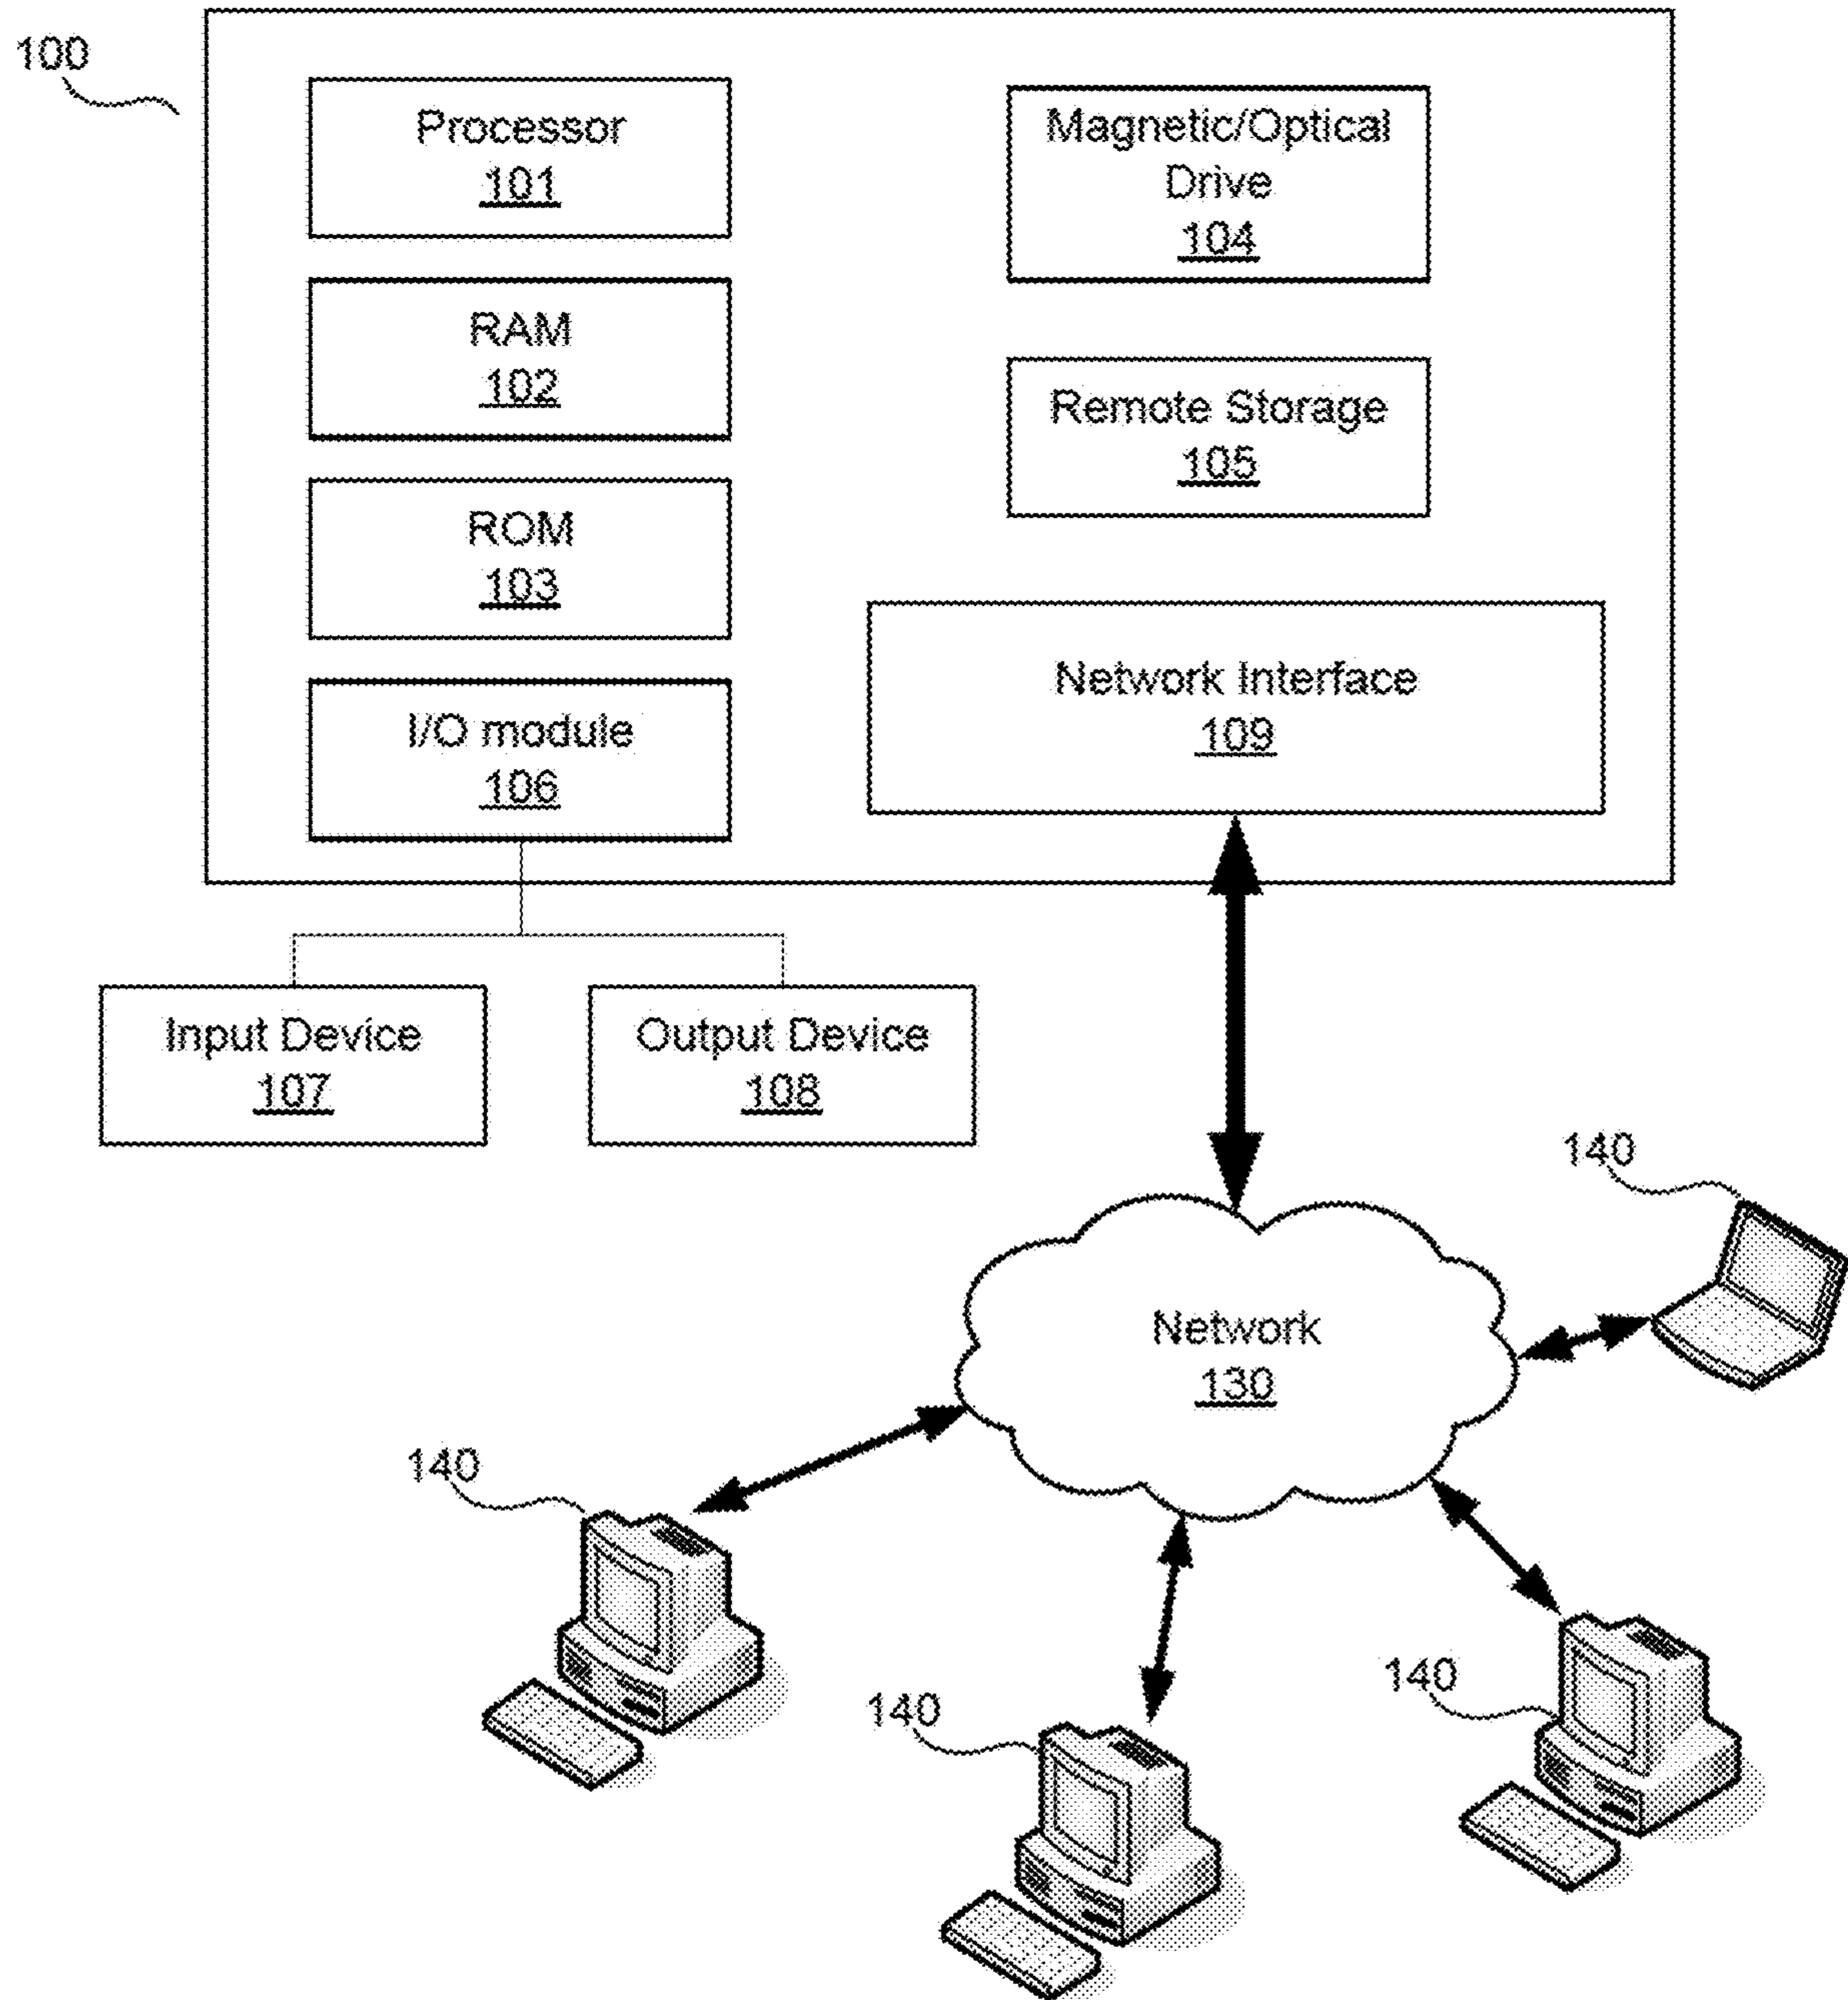 100
Processor
101
Magnetic/Optical
Drive
104
RAM
102
Remote Storage
105
ROM
103
Network Interface
109
I/O module
106
Input Device
107
Output Device
108
140
Network
130
140
140
140